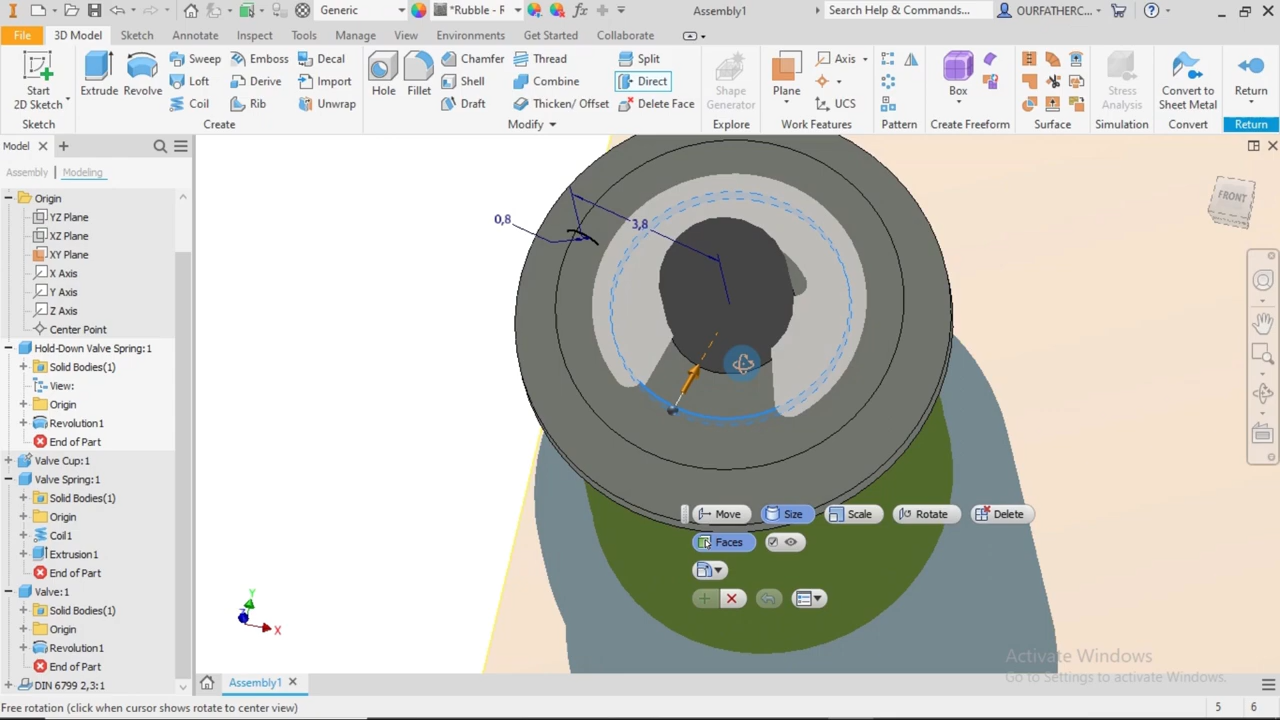 Generic
*Rubble - R
fx
Assembly1
Search Help & Commands...
OURFATHERC...
File
3D Model
Sketch
Annotate
Inspect
Tools
Manage
View
Environments
Get Started
Collaborate
Start
2D Sketch
Extrude
Revolve
Sweep
Loft
Coil
Emboss
Derive
Rib
Decal
Import
Unwrap
Hole
Fillet
Chamfer
Shell
Draft
Thread
Combine
Thicken/ Offset
Split
Direct
Delete Face
Shape
Generator
Plane
Axis
UCS
Box
Stress
Analysis
Convert to
Sheet Metal
Return
Sketch
Create
Modify
Explore
Work Features
Pattern
Create Freeform
Surface
Simulation
Convert
Return
Model
Assembly
Modeling
Origin
YZ Plane
XZ Plane
XY Plane
X Axis
Y Axis
Z Axis
Center Point
Hold-Down Valve Spring:1
Solid Bodies(1)
View:
Origin
Revolution1
End of Part
Valve Cup:1
Valve Spring:1
Solid Bodies(1)
Origin
Coil1
Extrusion1
End of Part
Valve:1
Solid Bodies(1)
Origin
Revolution1
End of Part
DIN 6799 2,3:1
0,8
3,8
FRONT
Move
Size
Scale
Rotate
Delete
Faces
Y
Z
X
Activate Windows
Go to Settings to activate Windows.
Assembly1
Free rotation (click when cursor shows rotate to center view)
5
6